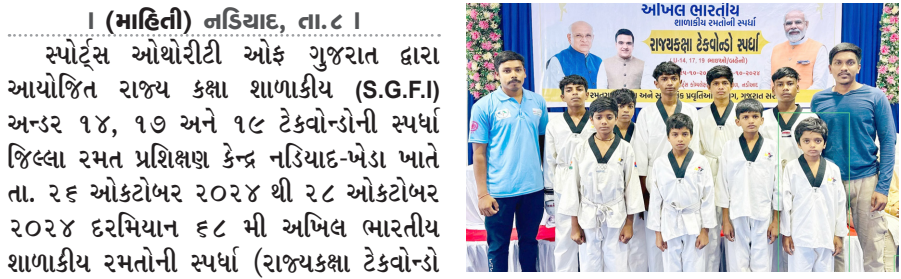 । (માહિતી) નડિયાદ, તા.૮ ।
સ્પોર્ટ્સ ઓથોરીટી ઓફ ગુજરાત દ્વારા
આયોજિત રાજ્ય કક્ષા શાળાકીય (S.G.F.I)
અન્ડર ૧૪, ૧૭ અને ૧૯ ટેકવોન્ડોની સ્પર્ધા
જિલ્લા રમત પ્રશિક્ષણ કેન્દ્ર નડિયાદ-ખેડા ખાતે
તા. ૨૬ ઓક્ટોબર ૨૦૨૪ થી ૨૮ ઓક્ટોબર
૨૦૨૪ દરમિયાન ૬૮ મી અખિલ ભારતીય
શાળાકીય રમતોની સ્પર્ધા (રાજ્યકક્ષા ટેકવોન્ડો
અખિલ ભારતીય
શાળાકીય રમતોની સ્પર્ધા
રાજ્યકક્ષા ટેકવોન્ડો સ્પર્ધા